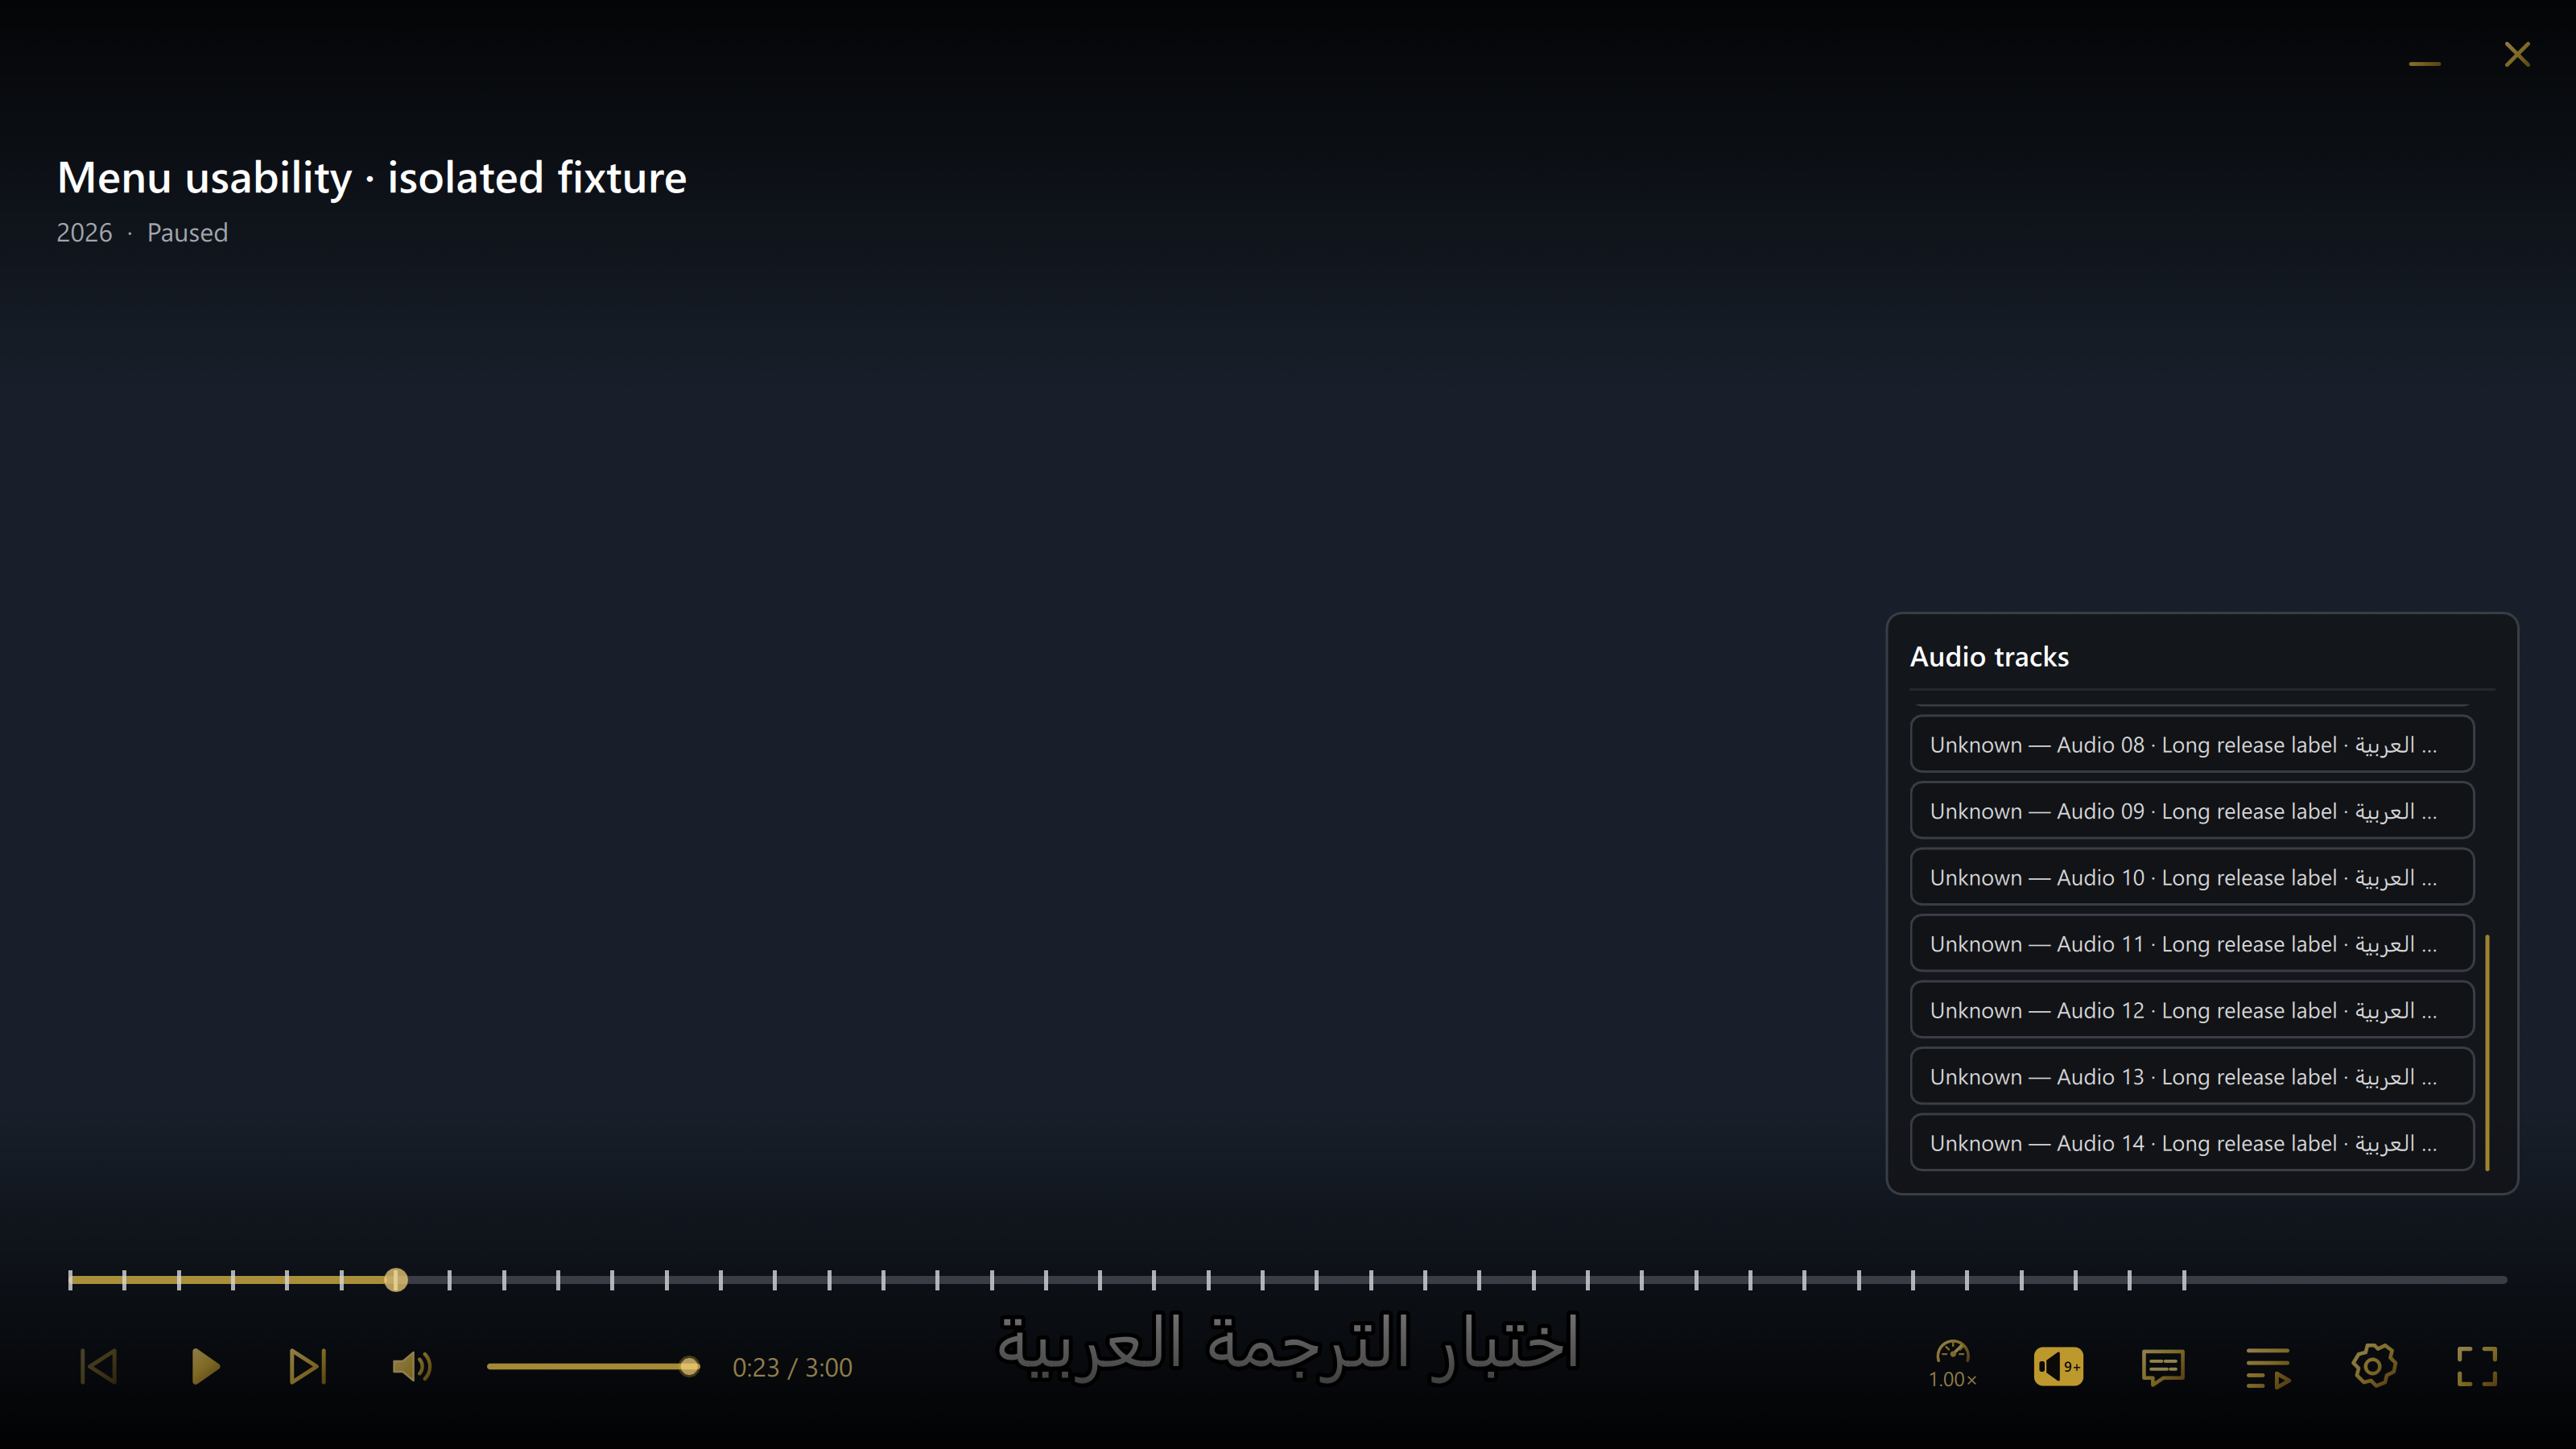 Menu usability · isolated fixture
2026 · Paused
Audio tracks
Unknown — Audio 08 · Long release label · العربية ...
Unknown — Audio 09 · Long release label · العربية ...
Unknown — Audio 10 · Long release label · العربية ...
Unknown — Audio 11 · Long release label · العربية ...
Unknown — Audio 12 · Long release label · العربية ...
Unknown — Audio 13 · Long release label · العربية ...
Unknown — Audio 14 · Long release label · العربية ...
اختبار الترجمة العربية
0:23 / 3:00
1.00×
9+